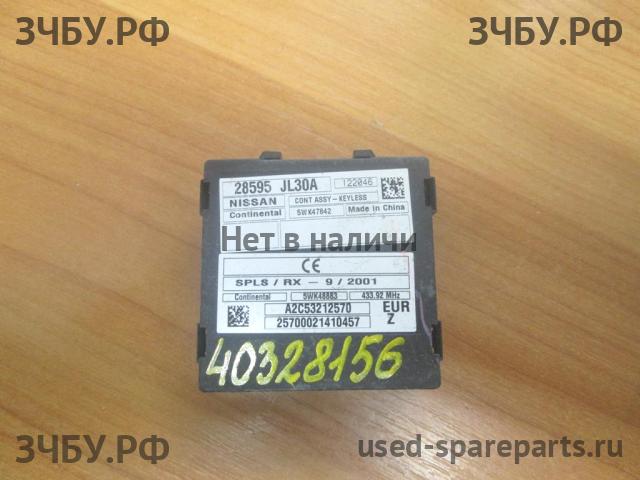 ЗЧБУ.РФ
ЗЧБУ.РФ
28595 JL30A
122046
NISSAN
CONT ASSY-KEYLESS
Continental
5WK47842
Made in China
Нет в наличи
CE
SPLS / RX - 9 / 2001
Continental
5WK48883
433.92 MHz
A2C53212570
EUR
25700021410457
Z
40328156
ЗЧБУ.РФ
used-spareparts.ru